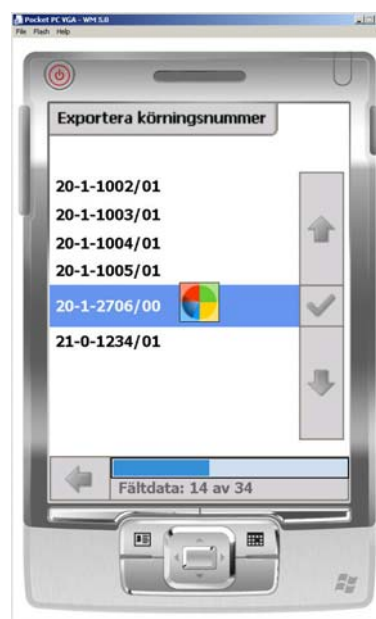 Pocket PC VGA - WM 5.0
File Flash Help
Exportera körningsnummer
20-1-1002/01
20-1-1003/01
20-1-1004/01
20-1-1005/01
20-1-2706/00
21-0-1234/01
Fältdata: 14 av 34